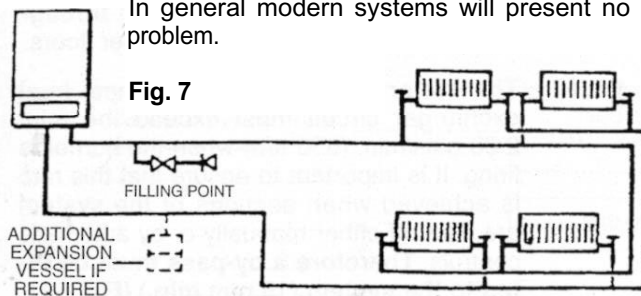 In general modern systems will present no
problem.
Fig. 7
FILLING POINT
ADDITIONAL
EXPANSION
VESSEL IF
REQUIRED